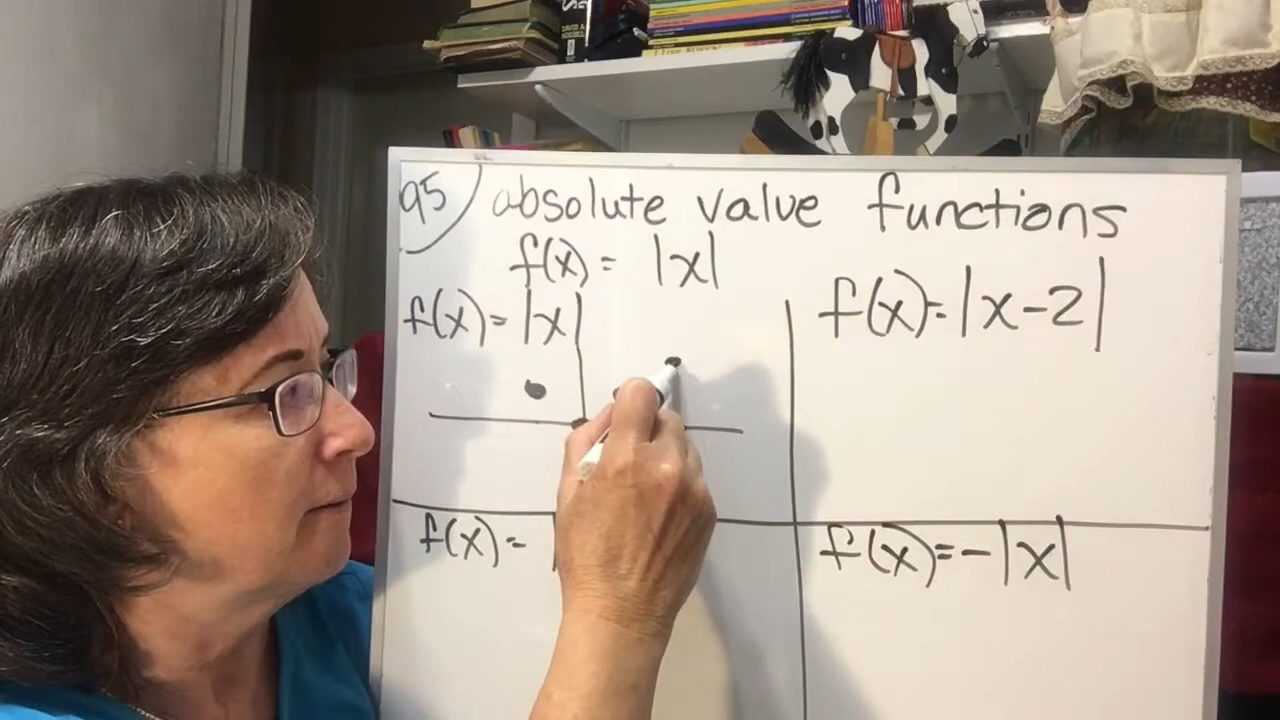 95) absolute value functions
f(x) = |x|
f(x) = |x|
f(x) = |x-2|
f(x) = |
f(x) = -|x|